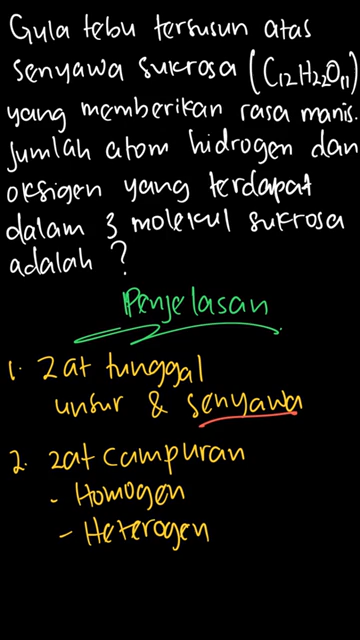 Gula tebu tersusun atas
senyawa sukrosa (C12H22O11)
yang memberikan rasa manis.
Jumlah atom hidrogen dan
oksigen yang terdapat
dalam 3 molekul sukrosa
adalah ?
Penjelasan
1. Zat tunggal
unsur & senyawa
2. zat campuran
- Homogen
- Heterogen